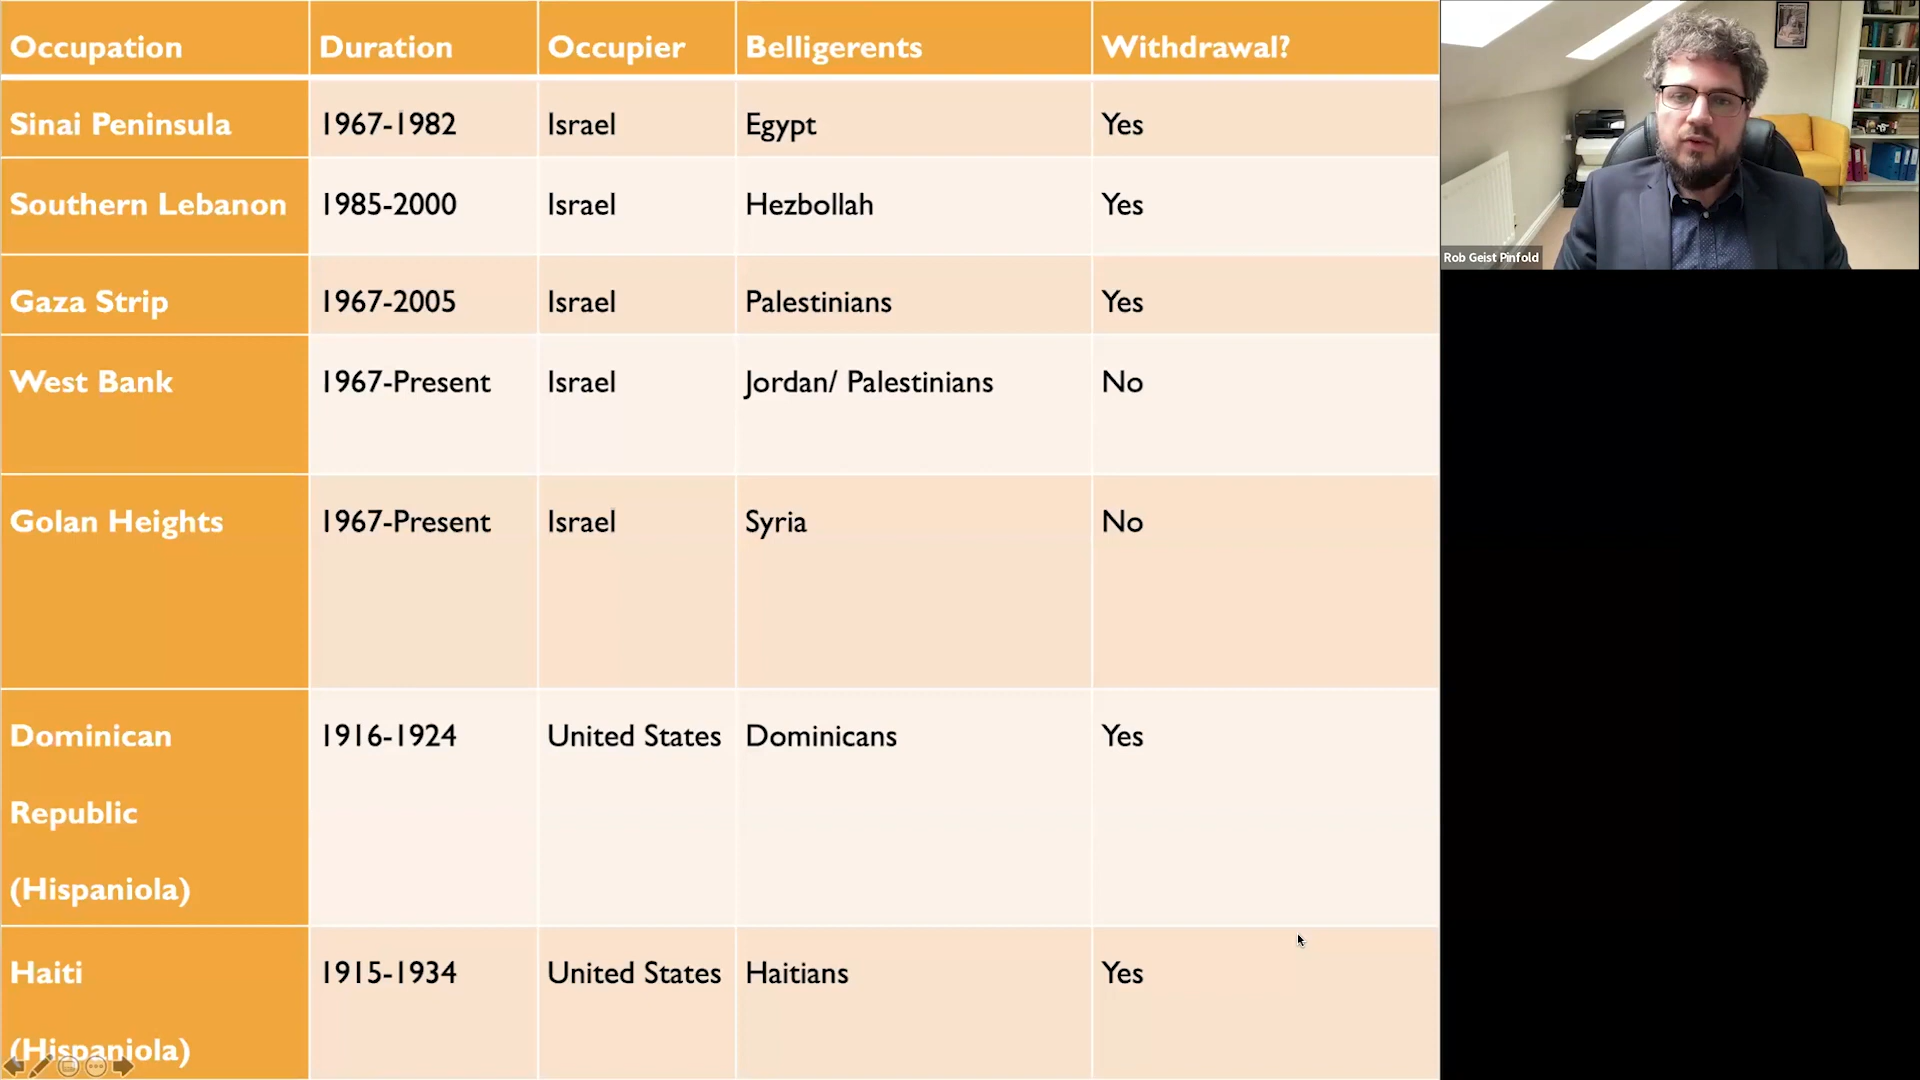 Occupation Duration Occupier Belligerents Withdrawal?
Sinai Peninsula 1967-1982 Israel Egypt Yes
Southern Lebanon 1985-2000 Israel Hezbollah Yes
Gaza Strip 1967-2005 Israel Palestinians Yes
West Bank 1967-Present Israel Jordan/ Palestinians No
Golan Heights 1967-Present Israel Syria No
Dominican 1916-1924 United States Dominicans Yes
Republic
(Hispaniola)
Haiti 1915-1934 United States Haitians Yes
(Hispaniola)
Rob Geist Pinfold